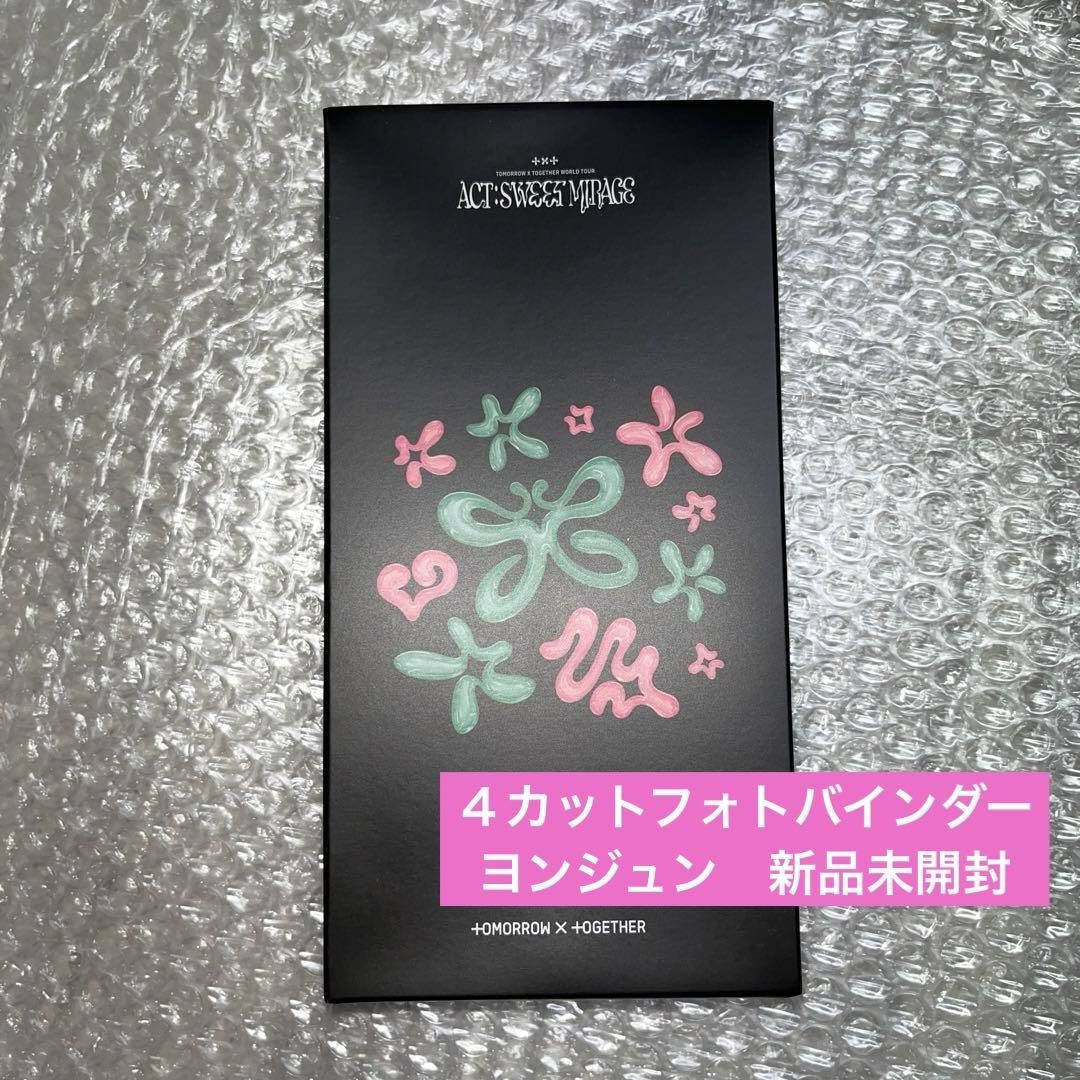 +×+
TOMORROW X TOGETHER WORLD TOUR
ACT:SWEET MIRAGE
４カットフォトバインダー
ヨンジュン　新品未開封
TOMORROW × TOGETHER